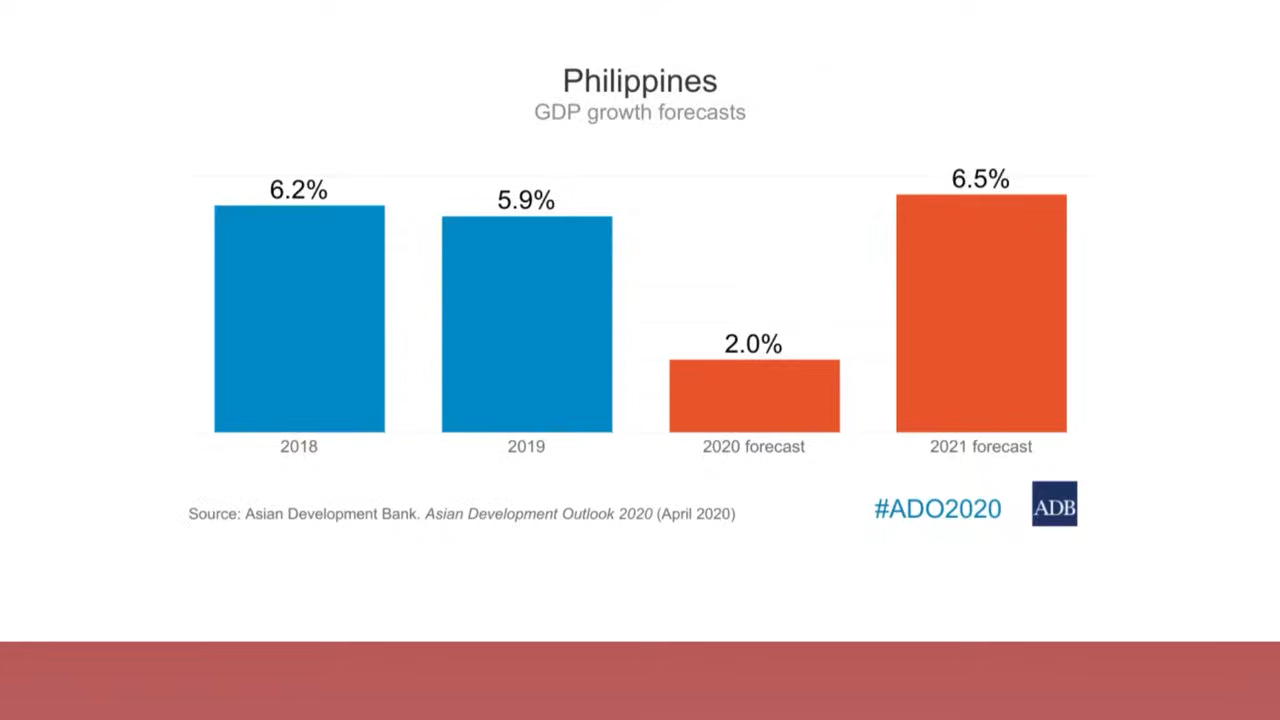 Philippines
GDP growth forecasts
6.2%
5.9%
2.0%
6.5%
2018
2019
2020 forecast
2021 forecast
Source: Asian Development Bank. Asian Development Outlook 2020 (April 2020)
#ADO2020
ADB